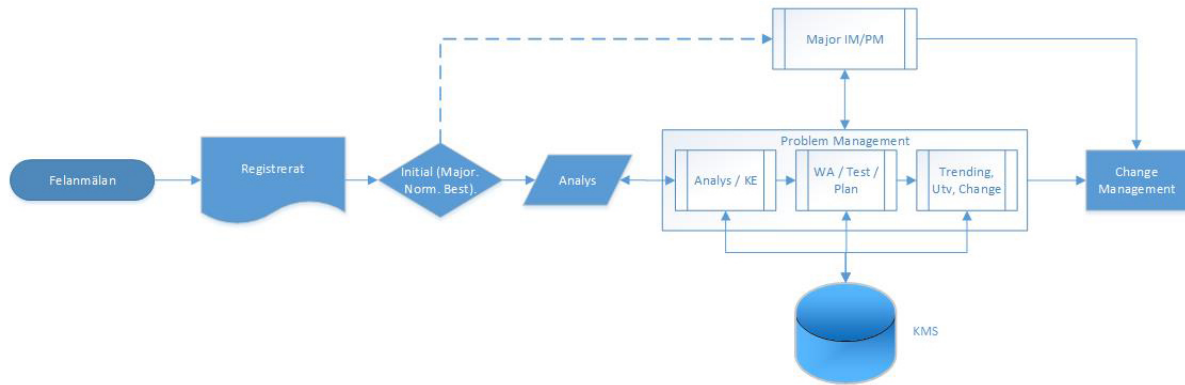 Major IM/PM
Problem Management
Felanmälan
Registrerat
Initial (Major.
Norm. Best).
Analys
Analys / KE
WA / Test /
Plan
Trending,
Utv, Change
Change
Management
KMS